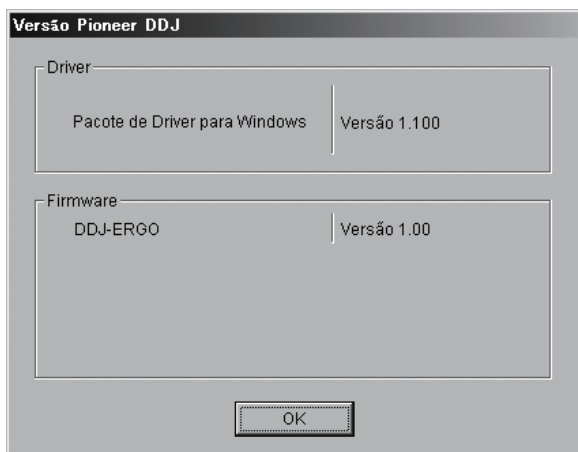 Versão Pioneer DDJ
Driver
Pacote de Driver para Windows
Versão 1.100
Firmware
DDJ-ERGO
Versão 1.00
OK